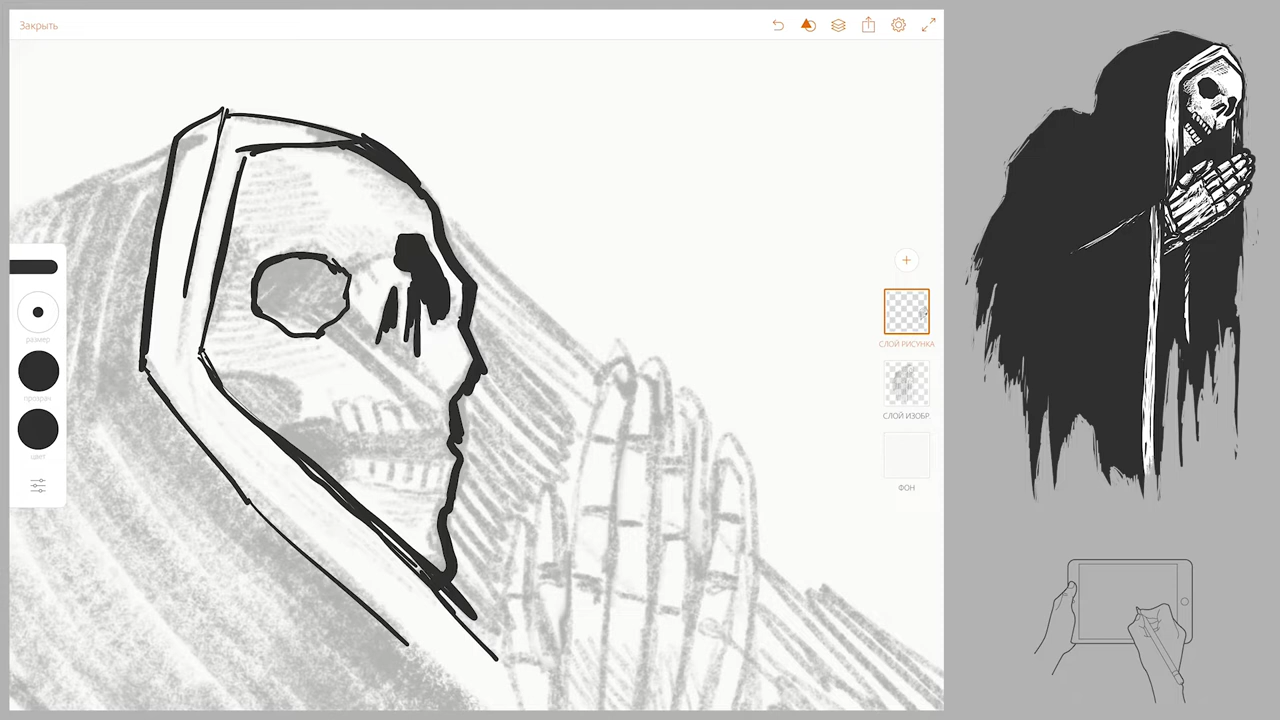 Закрыть
размер
прозрач
цвет
СЛОЙ РИСУНКА
СЛОЙ ИЗОБР.
ФОН